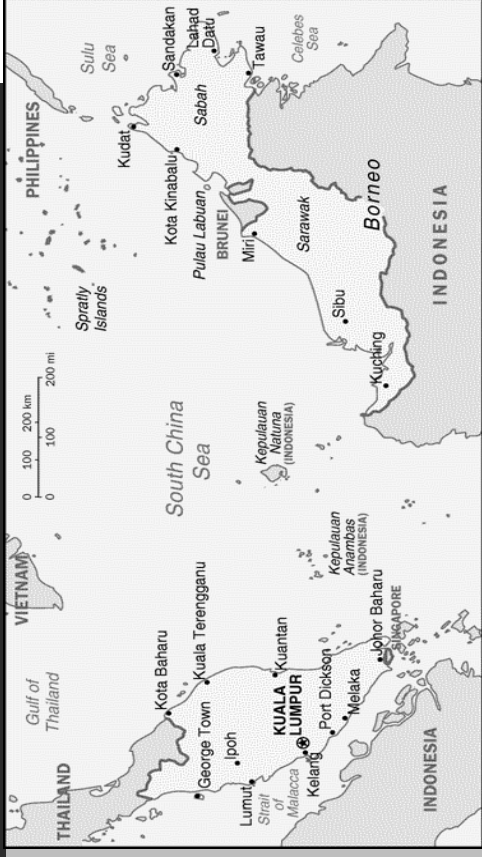 THAILAND
Gulf of
Thailand
VIETNAM
PHILIPPINES
Sulu
Sea
0 100 200 km
0 100 200 mi
Spratly
Islands
Kudat
Sandakan
Lahad
Datu
Kota Baharu
Kota Kinabalu
Sabah
George Town
Kuala Terengganu
South China
Sea
Pulau Labuan
BRUNEI
Tawau
Ipoh
Lumut
Miri
Celebes
Sea
Strait
of
Malacca
KUALA
LUMPUR
Kuantan
Kepulauan
Natuna
(INDONESIA)
Sarawak
Kelang
Port Dickson
Melaka
Kepulauan
Anambas
(INDONESIA)
Sibu
Borneo
Johor Baharu
SINGAPORE
Kuching
INDONESIA
INDONESIA